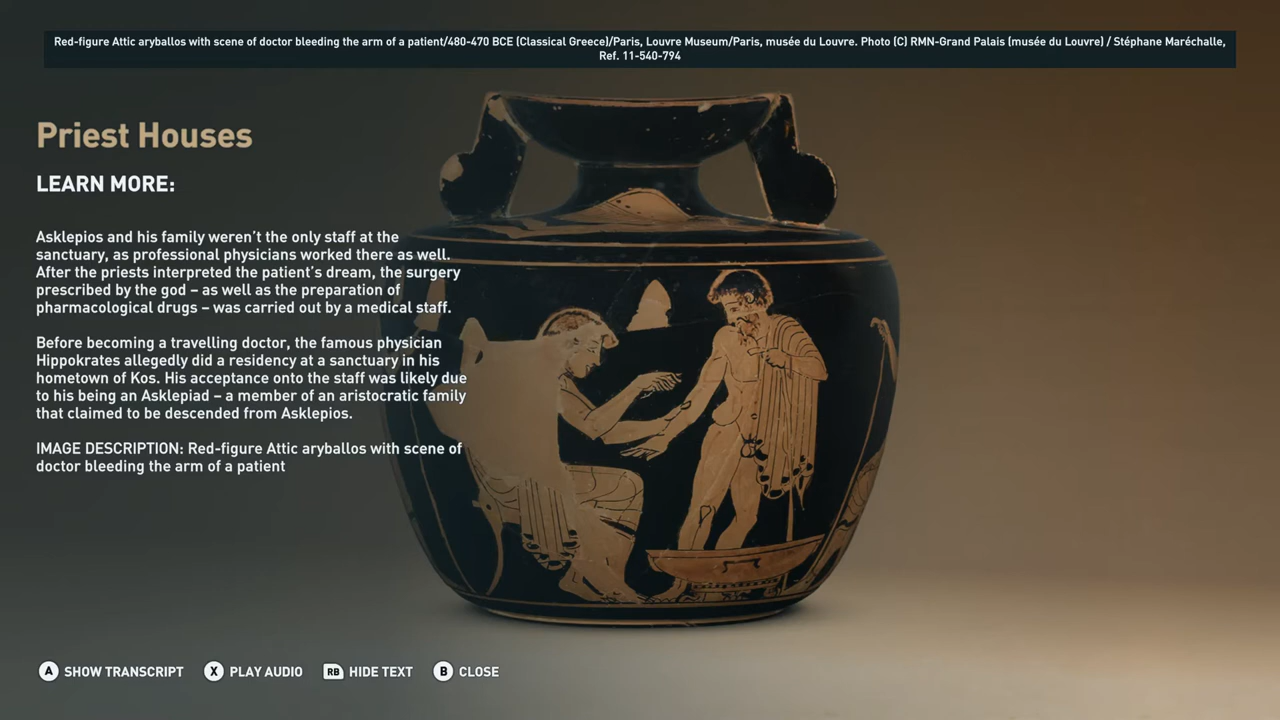 Red-figure Attic aryballos with scene of doctor bleeding the arm of a patient/480-470 BCE (Classical Greece)/Paris, Louvre Museum/Paris, musée du Louvre. Photo (C) RMN-Grand Palais (musée du Louvre) / Stéphane Maréchalle,
Ref. 11-540-794
Priest Houses
LEARN MORE:
Asklepios and his family weren't the only staff at the
sanctuary, as professional physicians worked there as well.
After the priests interpreted the patient's dream, the surgery
prescribed by the god – as well as the preparation of
pharmacological drugs – was carried out by a medical staff.
Before becoming a travelling doctor, the famous physician
Hippokrates allegedly did a residency at a sanctuary in his
hometown of Kos. His acceptance onto the staff was likely due
to his being an Asklepiad – a member of an aristocratic family
that claimed to be descended from Asklepios.
IMAGE DESCRIPTION: Red-figure Attic aryballos with scene of
doctor bleeding the arm of a patient
A SHOW TRANSCRIPT X PLAY AUDIO RB HIDE TEXT B CLOSE